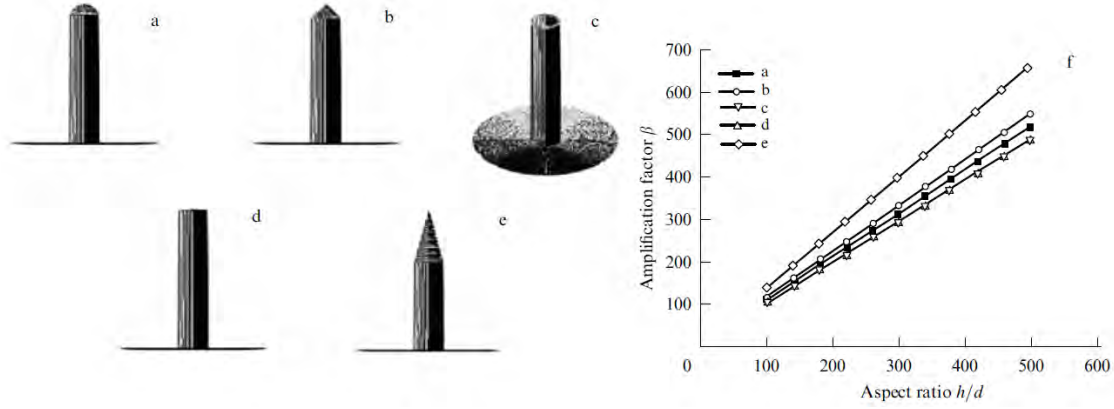 a
b
c
d
e
700
600
500
400
300
200
100
0
100 200 300 400 500 600
Amplification factor β
Aspect ratio h/d
a
b
c
d
e
f